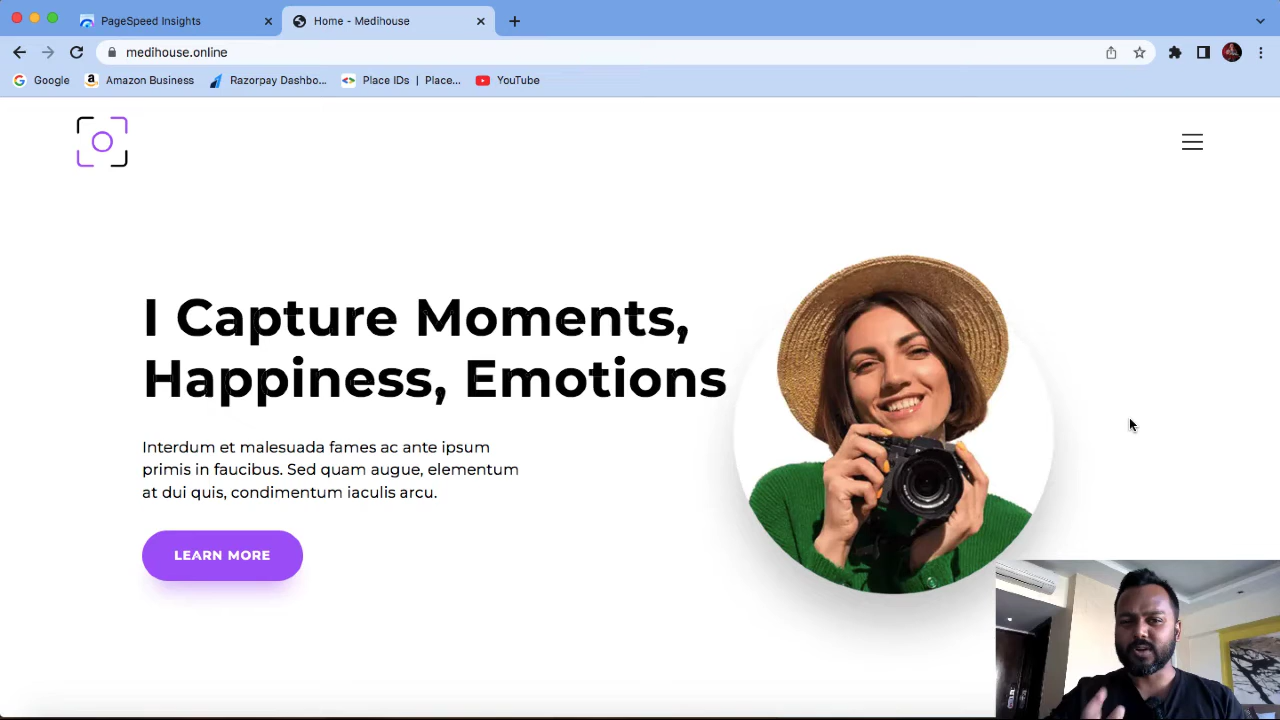 PageSpeed Insights
Home - Medihouse
medihouse.online
Google
Amazon Business
Razorpay Dashbo...
Place IDs | Place...
YouTube
I Capture Moments,
Happiness, Emotions
Interdum et malesuada fames ac ante ipsum
primis in faucibus. Sed quam augue, elementum
at dui quis, condimentum iaculis arcu.
LEARN MORE